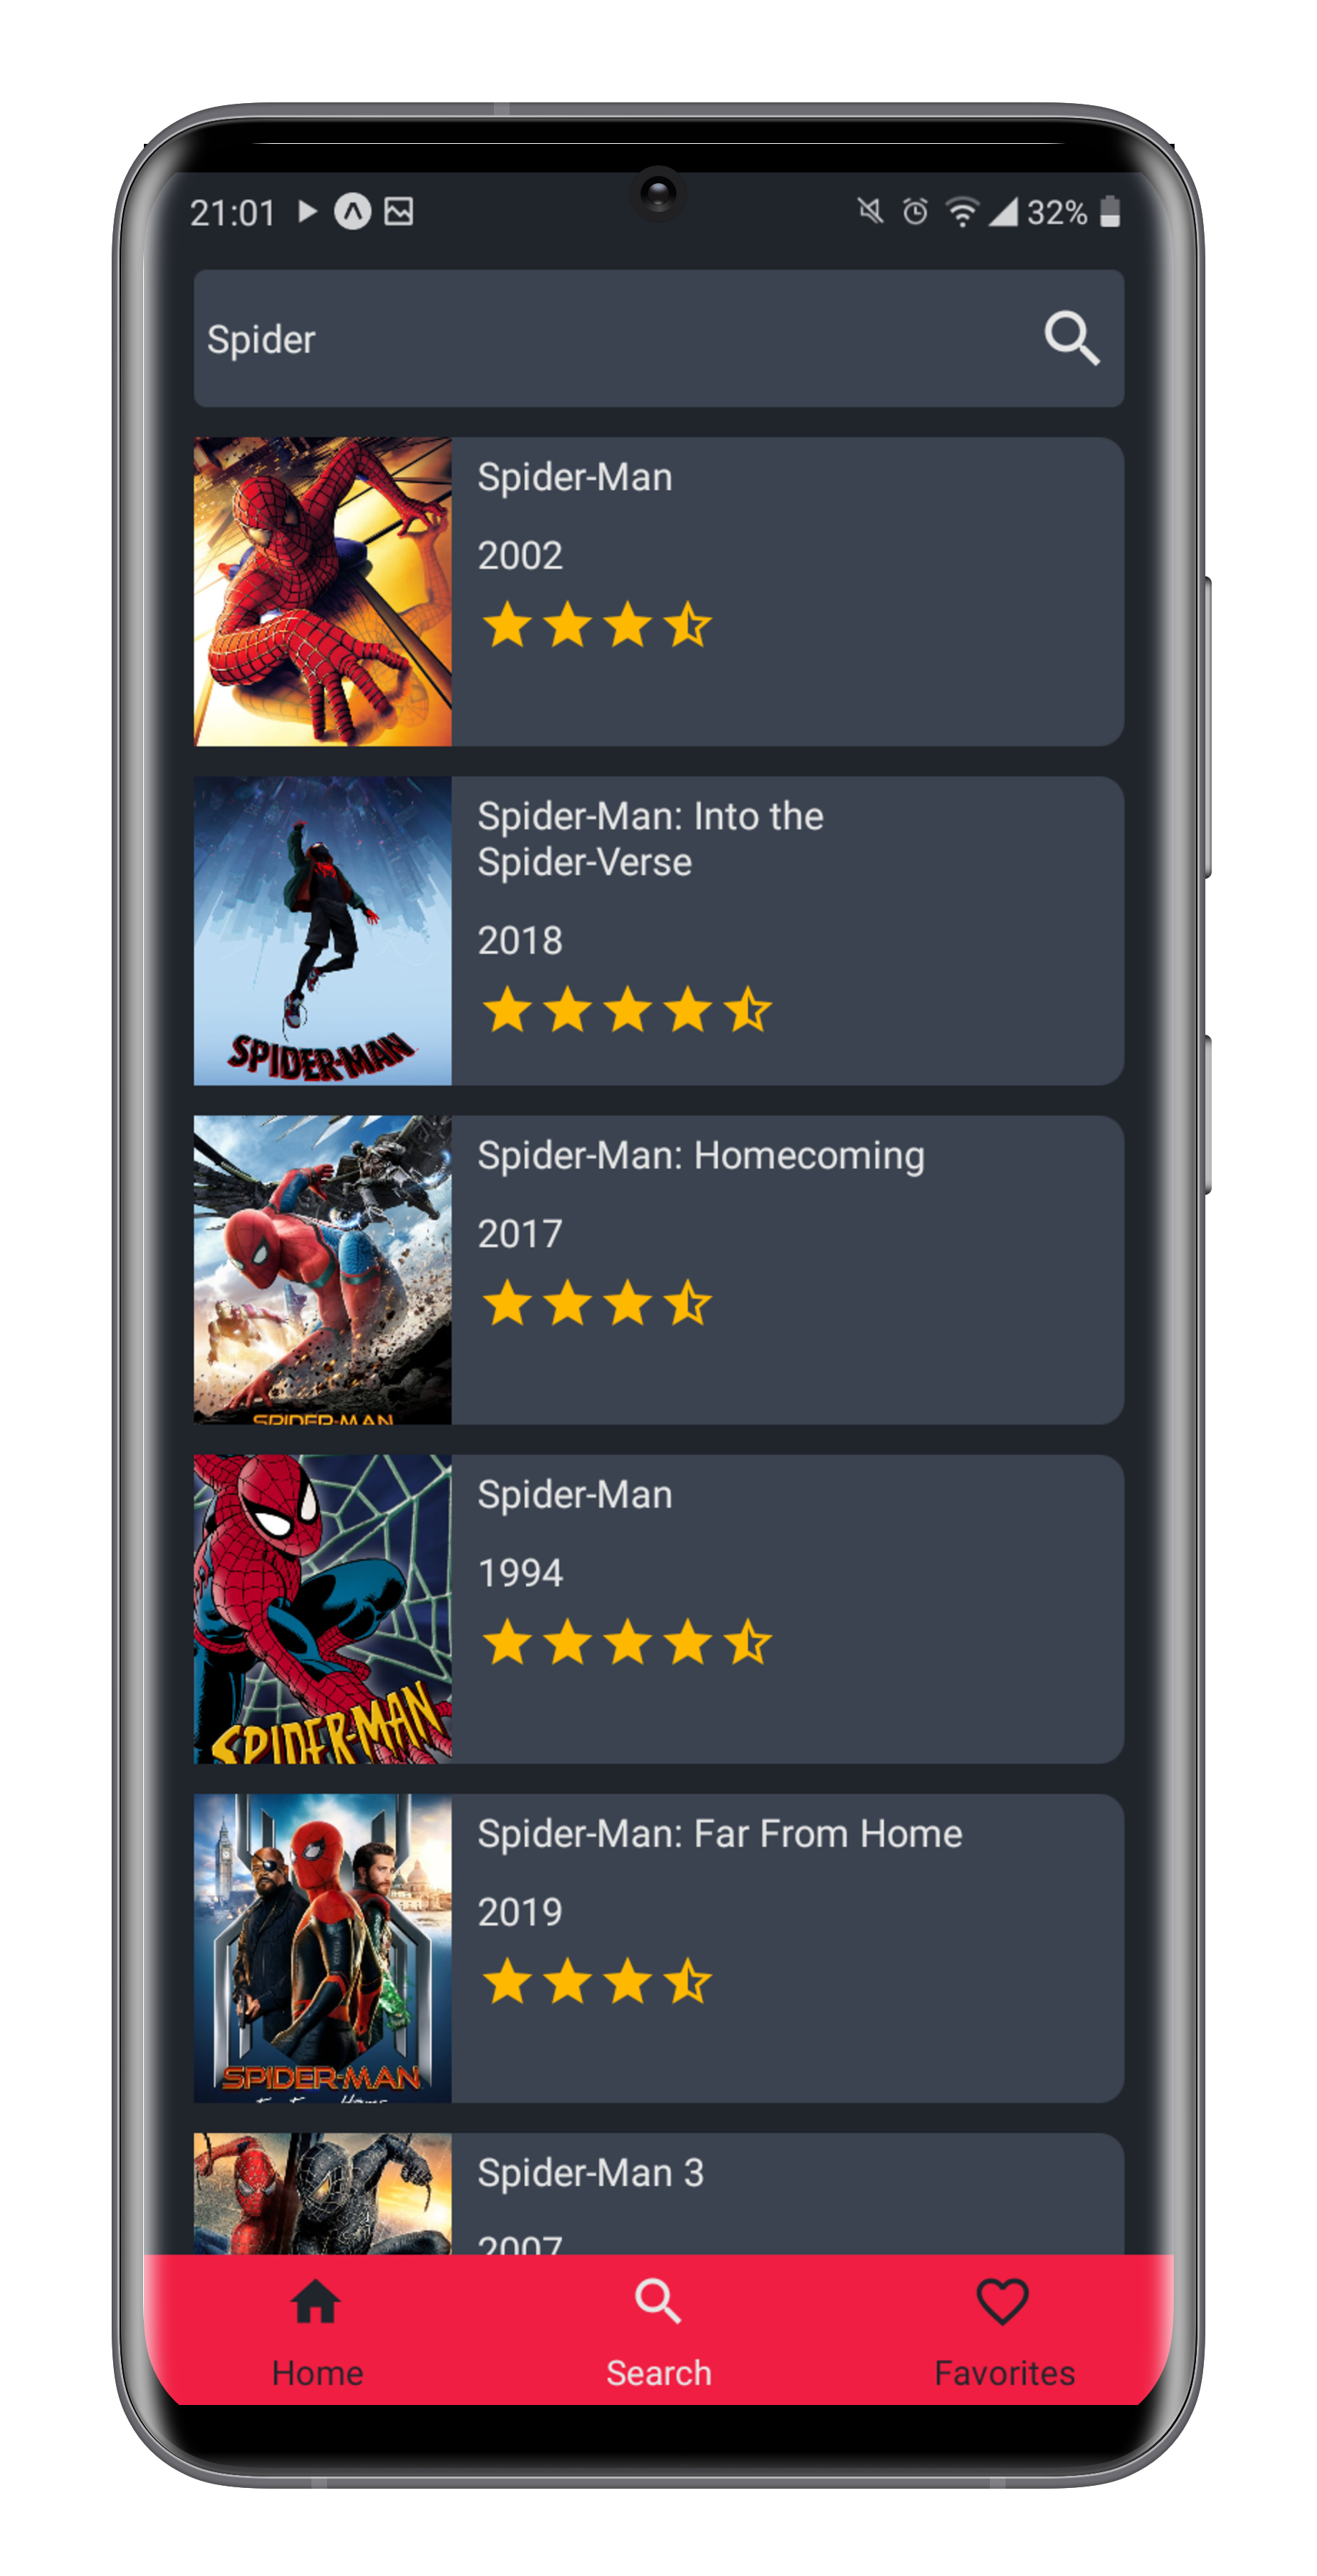 21:01
32%
Spider
Spider-Man
2002
Spider-Man: Into the
Spider-Verse
2018
SPIDER-MAN
Spider-Man: Homecoming
2017
SPIDER-MAN
Spider-Man
1994
SPIDER-MAN
Spider-Man: Far From Home
2019
SPIDER-MAN
Spider-Man 3
2007
Home
Search
Favorites